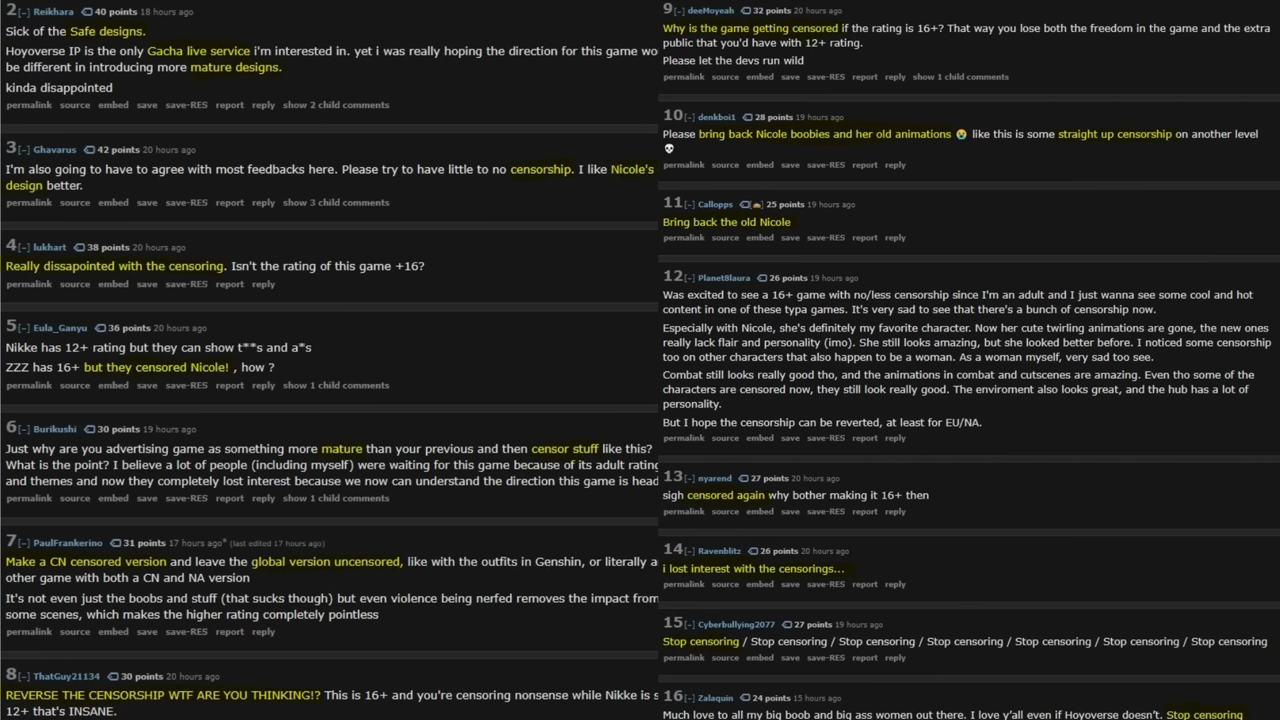 2[–] Reikhara 40 points 18 hours ago
Sick of the Safe designs.
Hoyoverse IP is the only Gacha live service i'm interested in. yet i was really hoping the direction for this game wo
be different in introducing more mature designs.
kinda disappointed
permalink source embed save save-RES report reply show 2 child comments
3[–] Ghavarus 42 points 20 hours ago
I'm also going to have to agree with most feedbacks here. Please try to have little to no censorship. I like Nicole's
design better.
permalink source embed save save-RES report reply show 3 child comments
4[–] lukhart 38 points 20 hours ago
Really dissapointed with the censoring. Isn't the rating of this game +16?
permalink source embed save save-RES report reply
5[–] Eula_Ganyu 36 points 20 hours ago
Nikke has 12+ rating but they can show t**s and a*s
ZZZ has 16+ but they censored Nicole! , how ?
permalink source embed save save-RES report reply show 1 child comments
6[–] Burikushi 30 points 19 hours ago
Just why are you advertising game as something more mature than your previous and then censor stuff like this?
What is the point? I believe a lot of people (including myself) were waiting for this game because of its adult rating
and themes and now they completely lost interest because we now can understand the direction this game is head
permalink source embed save save-RES report reply show 1 child comments
7[–] PaulFrankerino 31 points 17 hours ago* (last edited 17 hours ago)
Make a CN censored version and leave the global version uncensored, like with the outfits in Genshin, or literally a
other game with both a CN and NA version
It's not even just the boobs and stuff (that sucks though) but even violence being nerfed removes the impact from
some scenes, which makes the higher rating completely pointless
permalink source embed save save-RES report reply
8[–] ThatGuy21134 30 points 20 hours ago
REVERSE THE CENSORSHIP WTF ARE YOU THINKING!? This is 16+ and you're censoring nonsense while Nikke is s
12+ that's INSANE.
9[–] deeMoyeah 32 points 20 hours ago
Why is the game getting censored if the rating is 16+? That way you lose both the freedom in the game and the extra
public that you'd have with 12+ rating.
Please let the devs run wild
permalink source embed save save-RES report reply show 1 child comments
10[–] denkboi1 28 points 19 hours ago
Please bring back Nicole boobies and her old animations 😭 like this is some straight up censorship on another level
💀
permalink source embed save save-RES report reply
11[–] Callopps 25 points 19 hours ago
Bring back the old Nicole
permalink source embed save save-RES report reply
12[–] Planet8laura 26 points 19 hours ago
Was excited to see a 16+ game with no/less censorship since I'm an adult and I just wanna see some cool and hot
content in one of these typa games. It's very sad to see that there's a bunch of censorship now.
Especially with Nicole, she's definitely my favorite character. Now her cute twirling animations are gone, the new ones
really lack flair and personality (imo). She still looks amazing, but she looked better before. I noticed some censorship
too on other characters that also happen to be a woman. As a woman myself, very sad too see.
Combat still looks really good tho, and the animations in combat and cutscenes are amazing. Even tho some of the
characters are censored now, they still look really good. The enviroment also looks great, and the hub has a lot of
personality.
But I hope the censorship can be reverted, at least for EU/NA.
permalink source embed save save-RES report reply
13[–] nyarend 27 points 20 hours ago
sigh censored again why bother making it 16+ then
permalink source embed save save-RES report reply
14[–] Ravenblitz 26 points 20 hours ago
i lost interest with the censorings...
permalink source embed save save-RES report reply
15[–] Cyberbullying2077 27 points 19 hours ago
Stop censoring / Stop censoring / Stop censoring / Stop censoring / Stop censoring / Stop censoring / Stop censoring
permalink source embed save save-RES report reply
16[–] Zalaquin 24 points 15 hours ago
Much love to all my big boob and big ass women out there. I love y'all even if Hoyoverse doesn't. Stop censoring